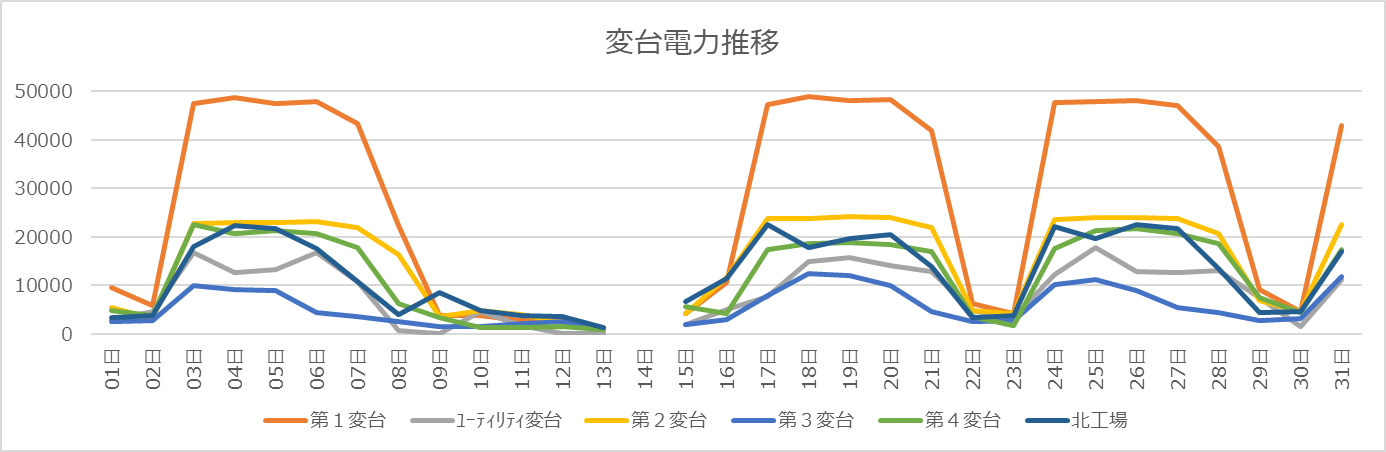 変台電力推移
50000
40000
30000
20000
10000
0
01日 02日 03日 04日 05日 06日 07日 08日 09日 10日 11日 12日 13日 14日 15日 16日 17日 18日 19日 20日 21日 22日 23日 24日 25日 26日 27日 28日 29日 30日 31日
第１変台 ﾕｰﾃｨﾘﾃｨ変台 第２変台 第３変台 第４変台 北工場